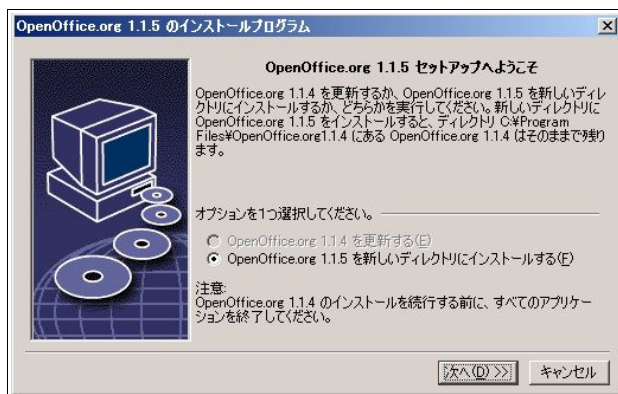 OpenOffice.org 1.1.5 のインストールプログラム
OpenOffice.org 1.1.5 セットアップへようこそ
OpenOffice.org 1.1.4 を更新するか、OpenOffice.org 1.1.5 を新しいディレ
クトリにインストールするか、どちらかを実行してください。新しいディレクトリに
OpenOffice.org 1.1.5 をインストールすると、ディレクトリ C:¥Program
Files¥OpenOffice.org1.1.4 にある OpenOffice.org 1.1.4 はそのままで残り
ます。
オプションを1つ選択してください。
OpenOffice.org 1.1.4 を更新する(E)
OpenOffice.org 1.1.5 を新しいディレクトリにインストールする(F)
注意:
OpenOffice.org 1.1.4 のインストールを続行する前に、すべてのアプリケー
ションを終了してください。
次へ(D) >>
キャンセル